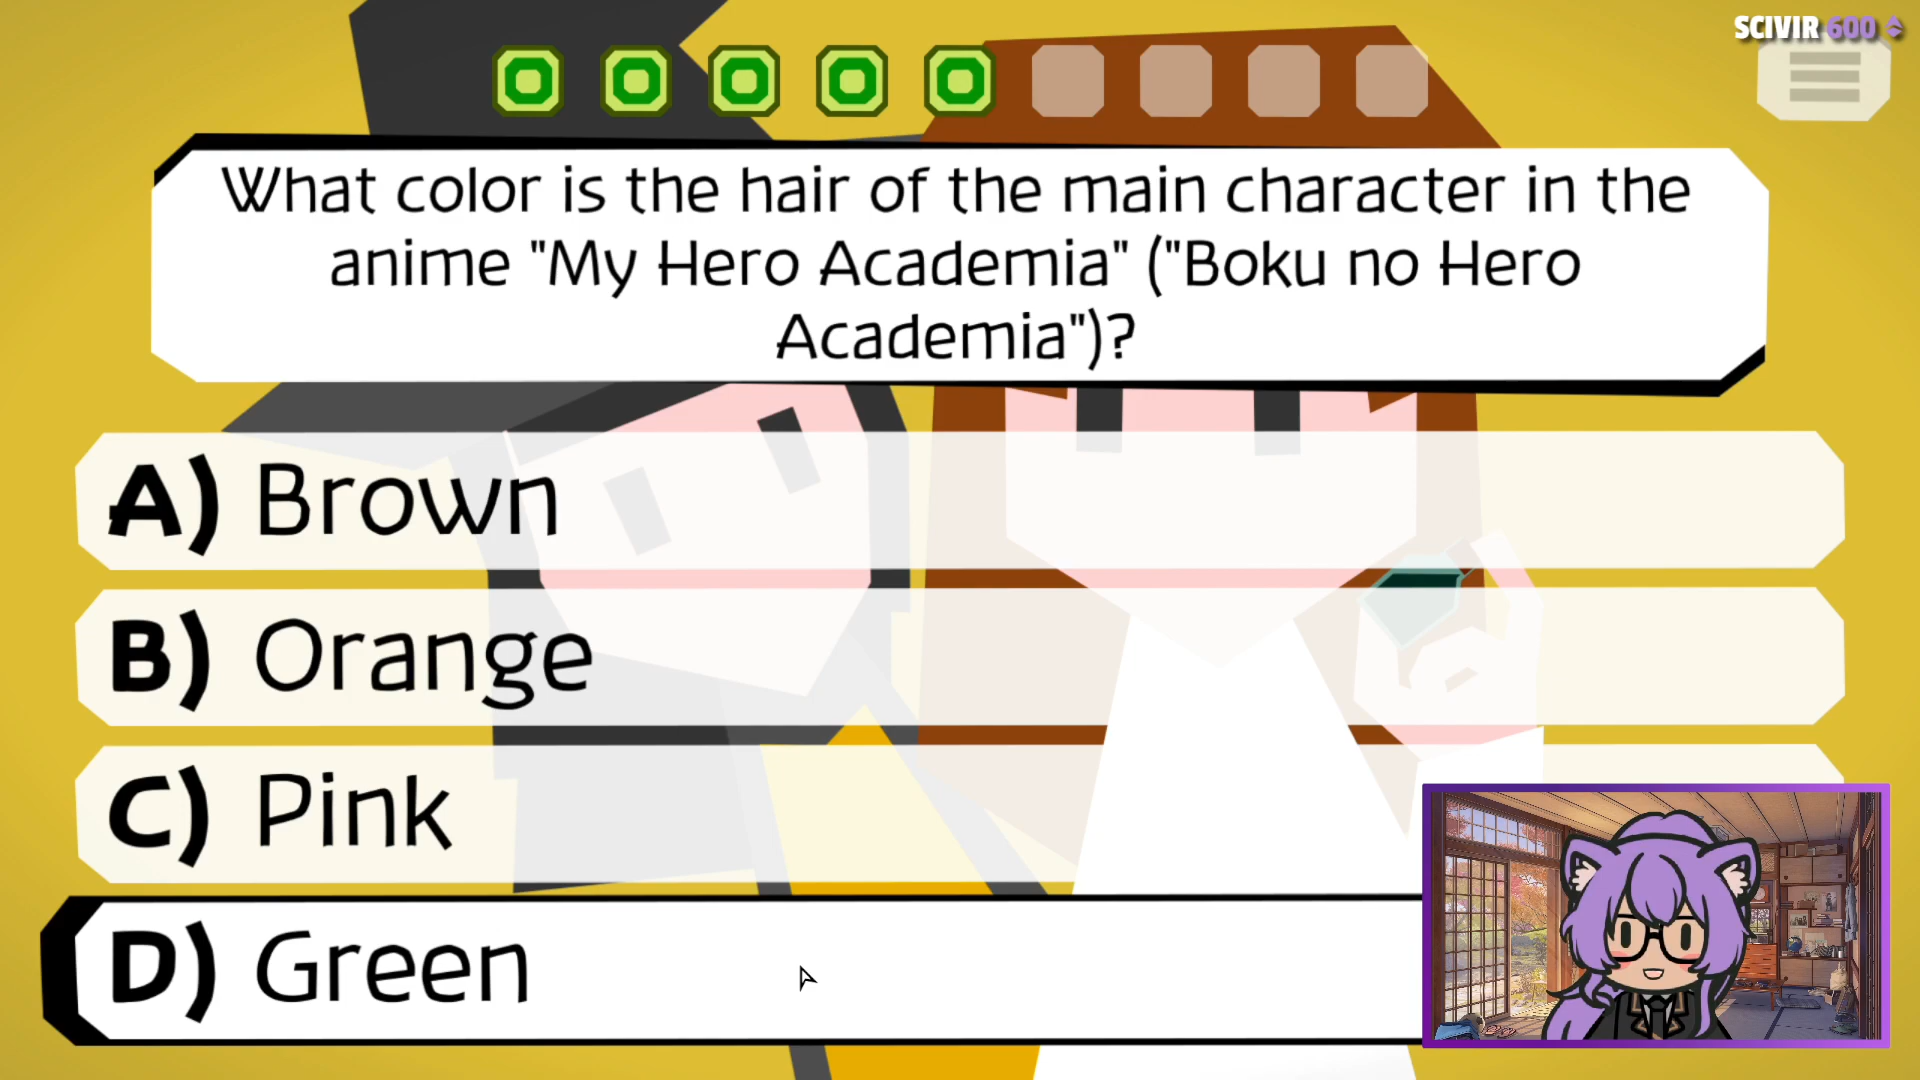 SCIVIR 600
What color is the hair of the main character in the
anime "My Hero Academia" ("Boku no Hero
Academia")?
A) Brown
B) Orange
C) Pink
D) Green